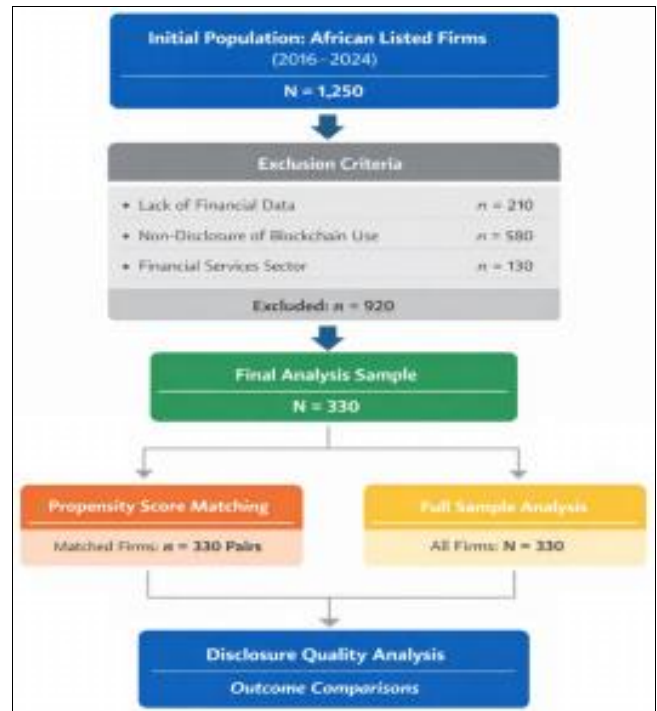 Initial Population: African Listed Firms
(2016-2024)
N = 1,250
Exclusion Criteria
• Lack of Financial Data n = 210
• Non-Disclosure of Blockchain Use n = 580
• Financial Services Sector n = 130
Excluded: n = 920
Final Analysis Sample
N = 330
Propensity Score Matching
Matched Firms: n = 330 Pairs
Full Sample Analysis
All Firms: N = 330
Disclosure Quality Analysis
Outcome Comparisons